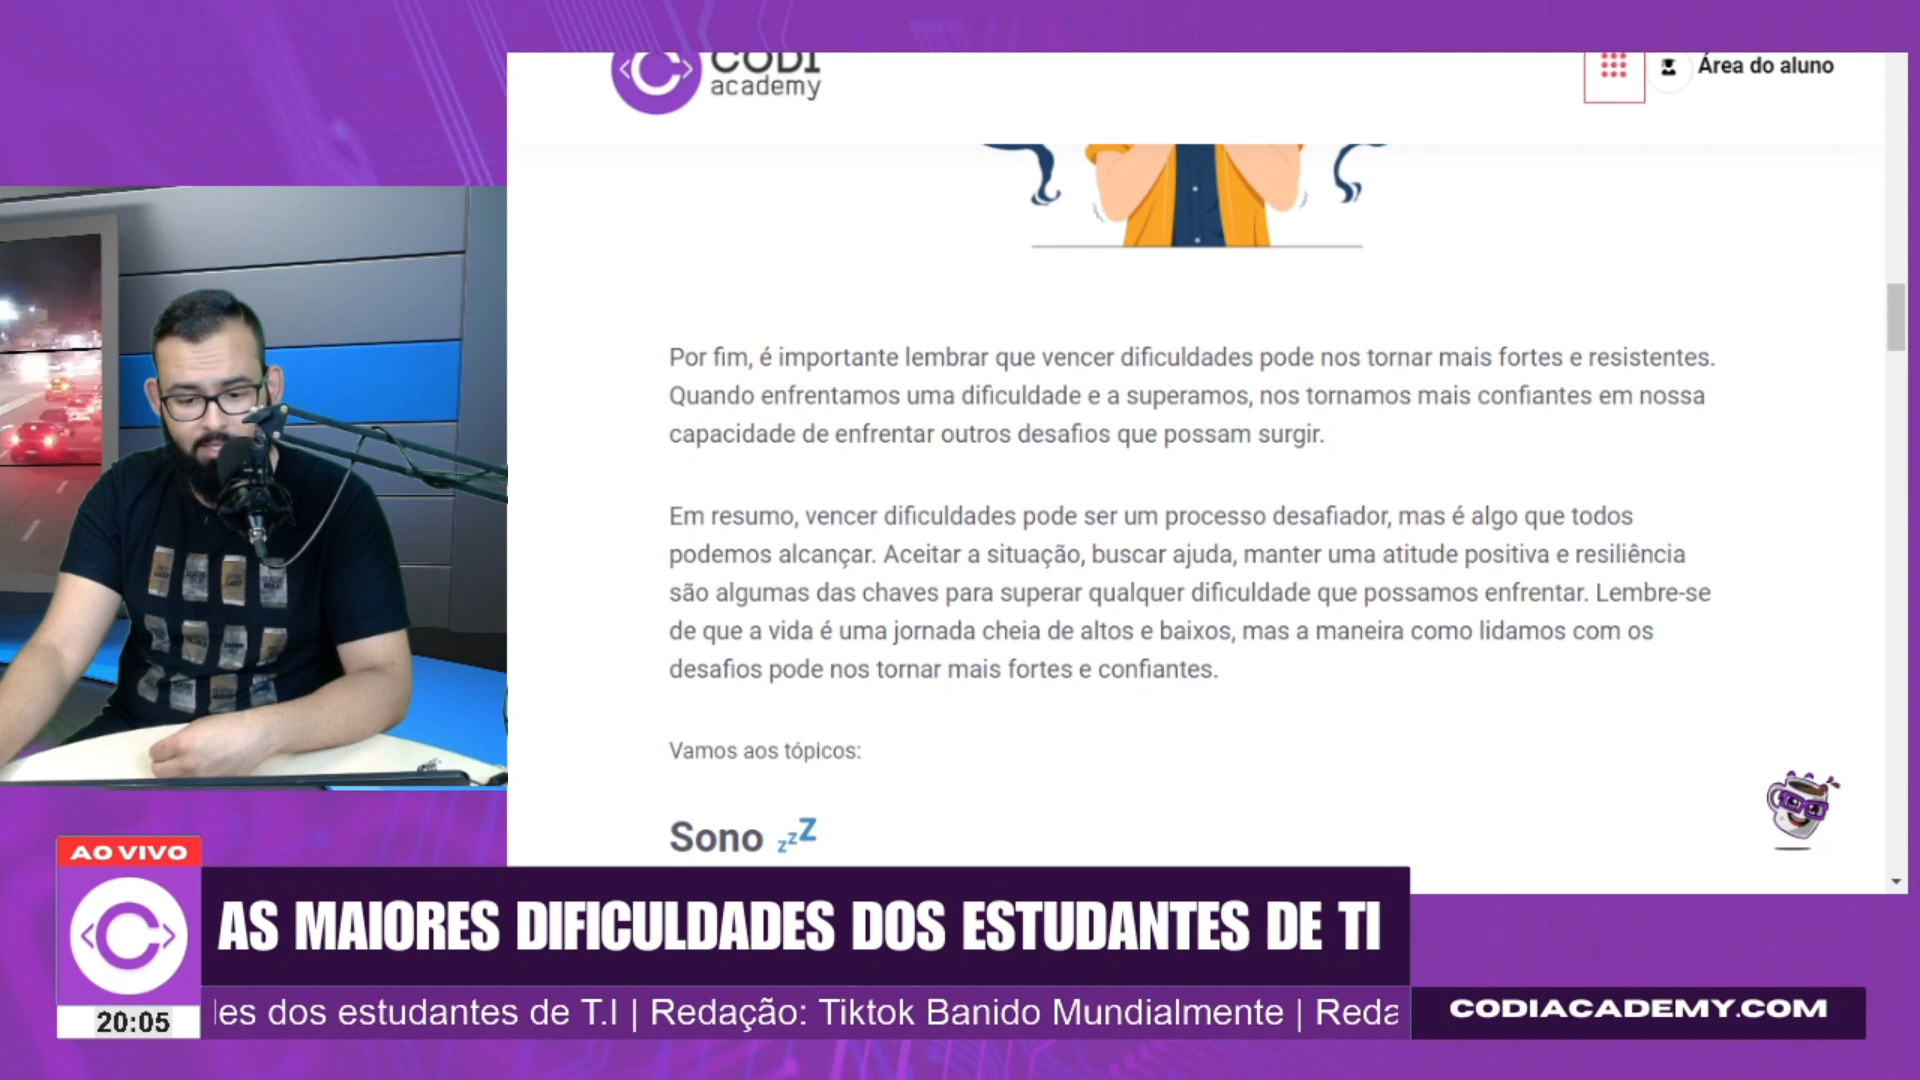 CODI
academy
Área do aluno
Por fim, é importante lembrar que vencer dificuldades pode nos tornar mais fortes e resistentes.
Quando enfrentamos uma dificuldade e a superamos, nos tornamos mais confiantes em nossa
capacidade de enfrentar outros desafios que possam surgir.
Em resumo, vencer dificuldades pode ser um processo desafiador, mas é algo que todos
podemos alcançar. Aceitar a situação, buscar ajuda, manter uma atitude positiva e resiliência
são algumas das chaves para superar qualquer dificuldade que possamos enfrentar. Lembre-se
de que a vida é uma jornada cheia de altos e baixos, mas a maneira como lidamos com os
desafios pode nos tornar mais fortes e confiantes.
Vamos aos tópicos:
Sono zzZ
AO VIVO
<C>
AS MAIORES DIFICULDADES DOS ESTUDANTES DE TI
20:05
des dos estudantes de T.I | Redação: Tiktok Banido Mundialmente | Reda
CODIACADEMY.COM